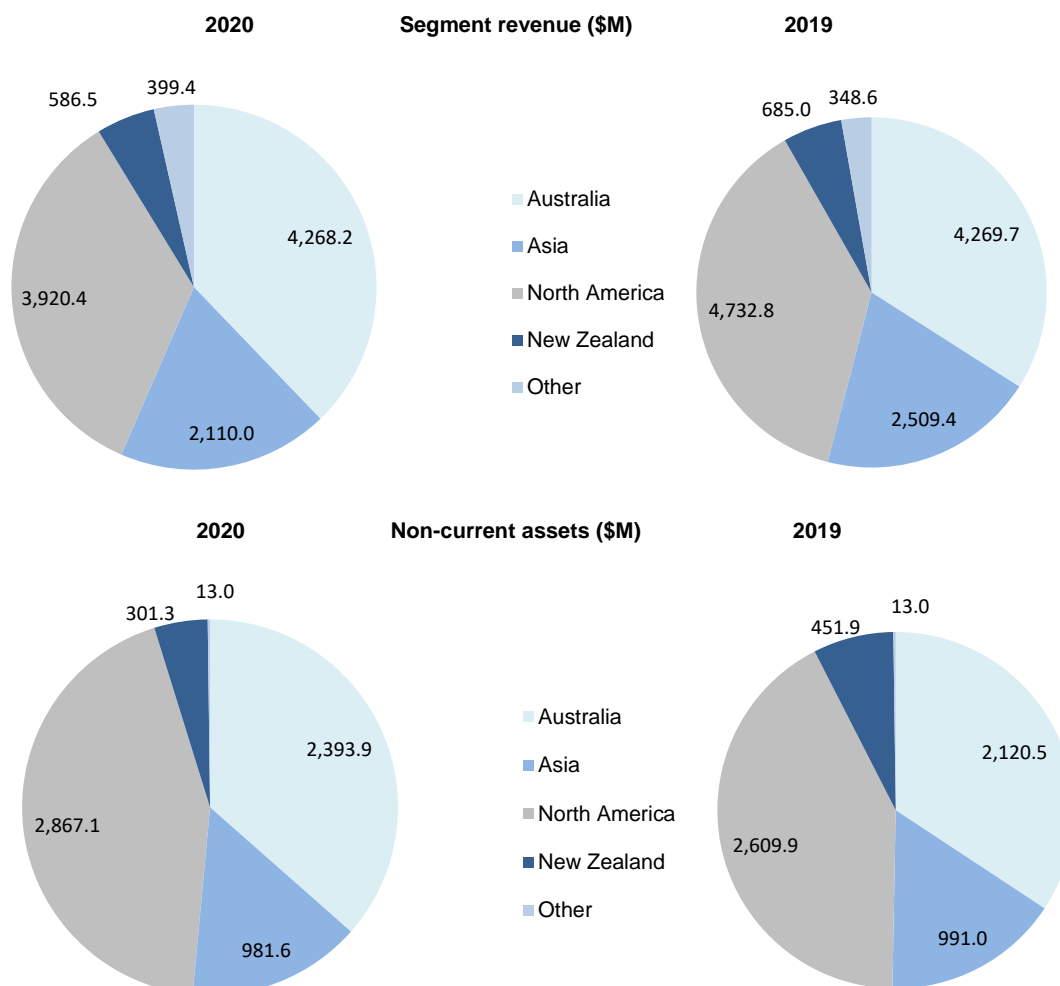 2020 Segment revenue ($M) 2019
399.4
586.5
4,268.2
3,920.4
2,110.0
Australia
Asia
North America
New Zealand
Other
348.6
685.0
4,269.7
4,732.8
2,509.4
2020 Non-current assets ($M) 2019
13.0
301.3
2,393.9
2,867.1
981.6
Australia
Asia
North America
New Zealand
Other
13.0
451.9
2,120.5
2,609.9
991.0